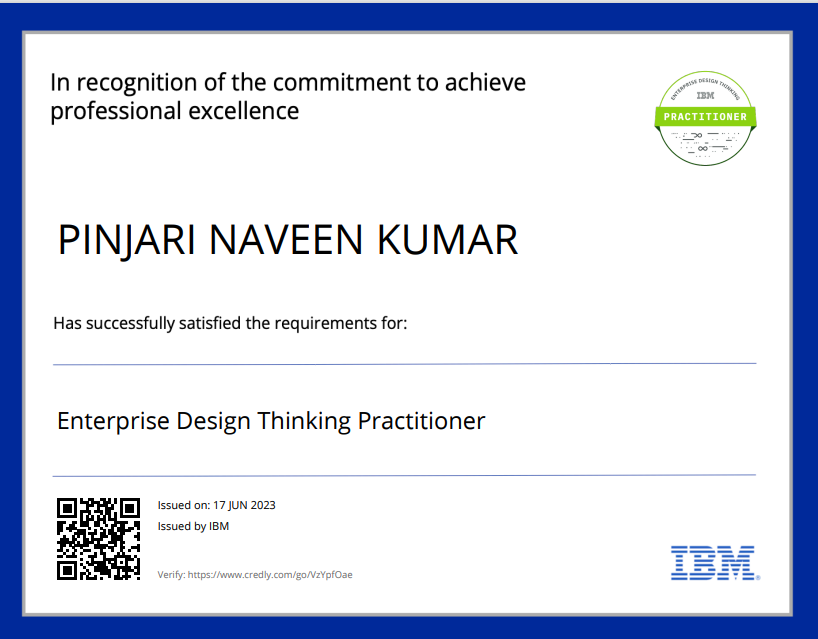 In recognition of the commitment to achieve
professional excellence
ENTERPRISE DESIGN THINKING
IBM
PRACTITIONER
PINJARI NAVEEN KUMAR
Has successfully satisfied the requirements for:
Enterprise Design Thinking Practitioner
Issued on: 17 JUN 2023
Issued by IBM
Verify: https://www.credly.com/go/VzYpfOae
IBM®